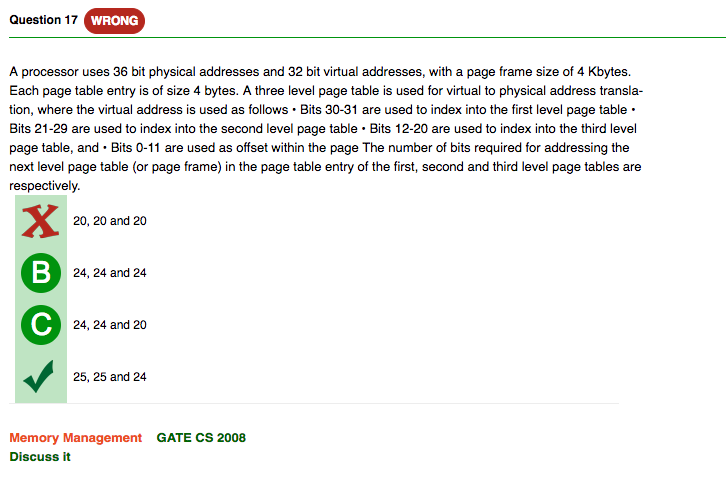 Question 17 WRONG
A processor uses 36 bit physical addresses and 32 bit virtual addresses, with a page frame size of 4 Kbytes.
Each page table entry is of size 4 bytes. A three level page table is used for virtual to physical address transla-
tion, where the virtual address is used as follows • Bits 30-31 are used to index into the first level page table •
Bits 21-29 are used to index into the second level page table • Bits 12-20 are used to index into the third level
page table, and • Bits 0-11 are used as offset within the page The number of bits required for addressing the
next level page table (or page frame) in the page table entry of the first, second and third level page tables are
respectively.
X 20, 20 and 20
B 24, 24 and 24
C 24, 24 and 20
25, 25 and 24
Memory Management GATE CS 2008
Discuss it